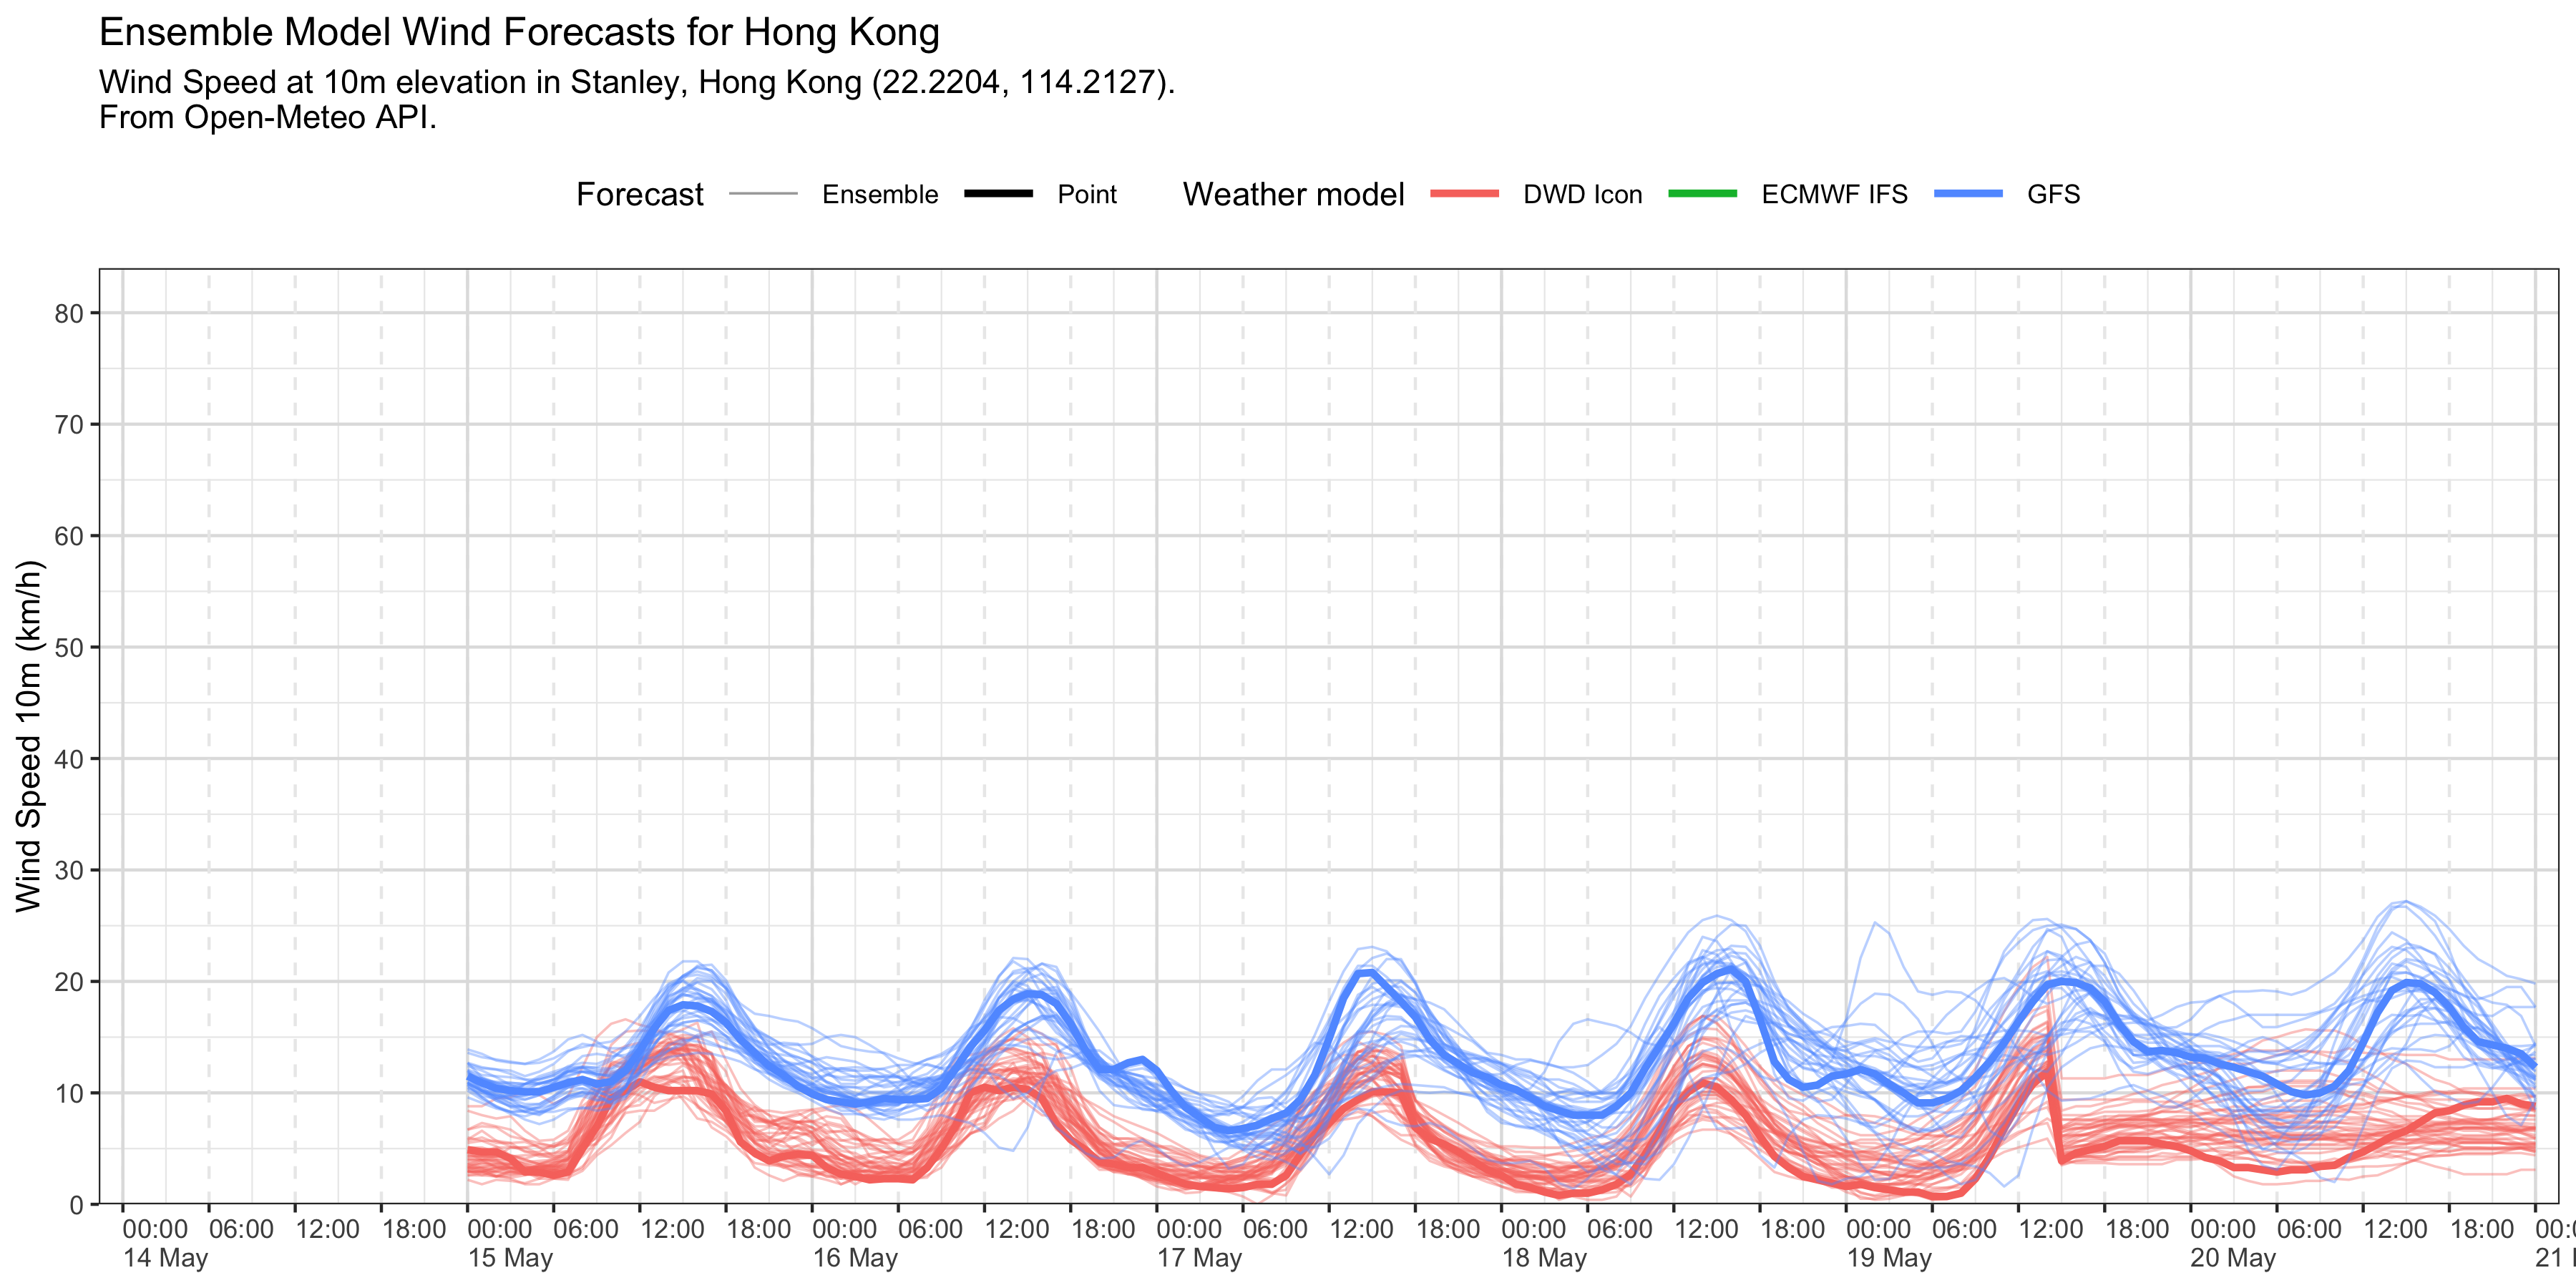 Ensemble Model Wind Forecasts for Hong Kong
Wind Speed at 10m elevation in Stanley, Hong Kong (22.2204, 114.2127).
From Open-Meteo API.
Forecast Ensemble Point Weather model DWD Icon ECMWF IFS GFS
Wind Speed 10m (km/h)
80
70
60
50
40
30
20
10
0
00:00 06:00 12:00 18:00 00:00 06:00 12:00 18:00 00:00 06:00 12:00 18:00 00:00 06:00 12:00 18:00 00:00 06:00 12:00 18:00 00:00 06:00 12:00 18:00 00:00 06:00 12:00 18:00
14 May 15 May 16 May 17 May 18 May 19 May 20 May 21